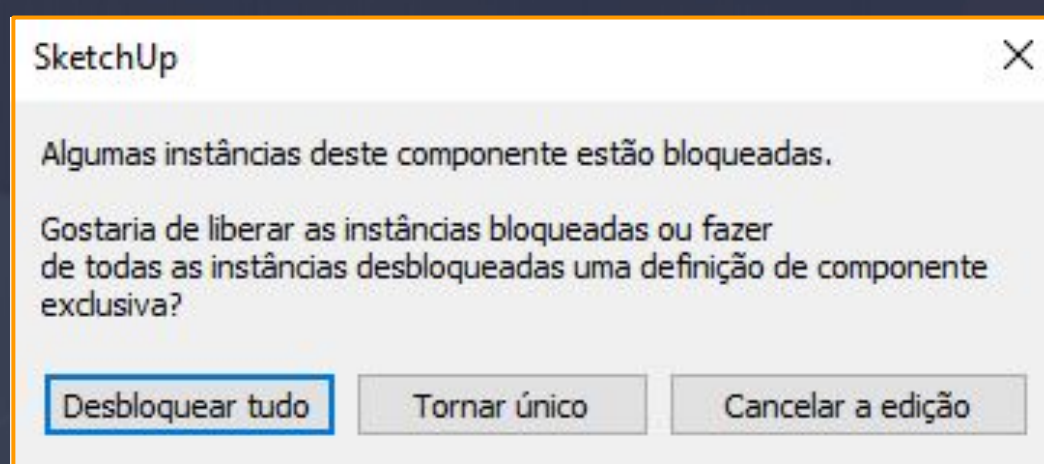 SketchUp
Algumas instâncias deste componente estão bloqueadas.
Gostaria de liberar as instâncias bloqueadas ou fazer
de todas as instâncias desbloqueadas uma definição de componente
exclusiva?
Desbloquear tudo Tornar único Cancelar a edição